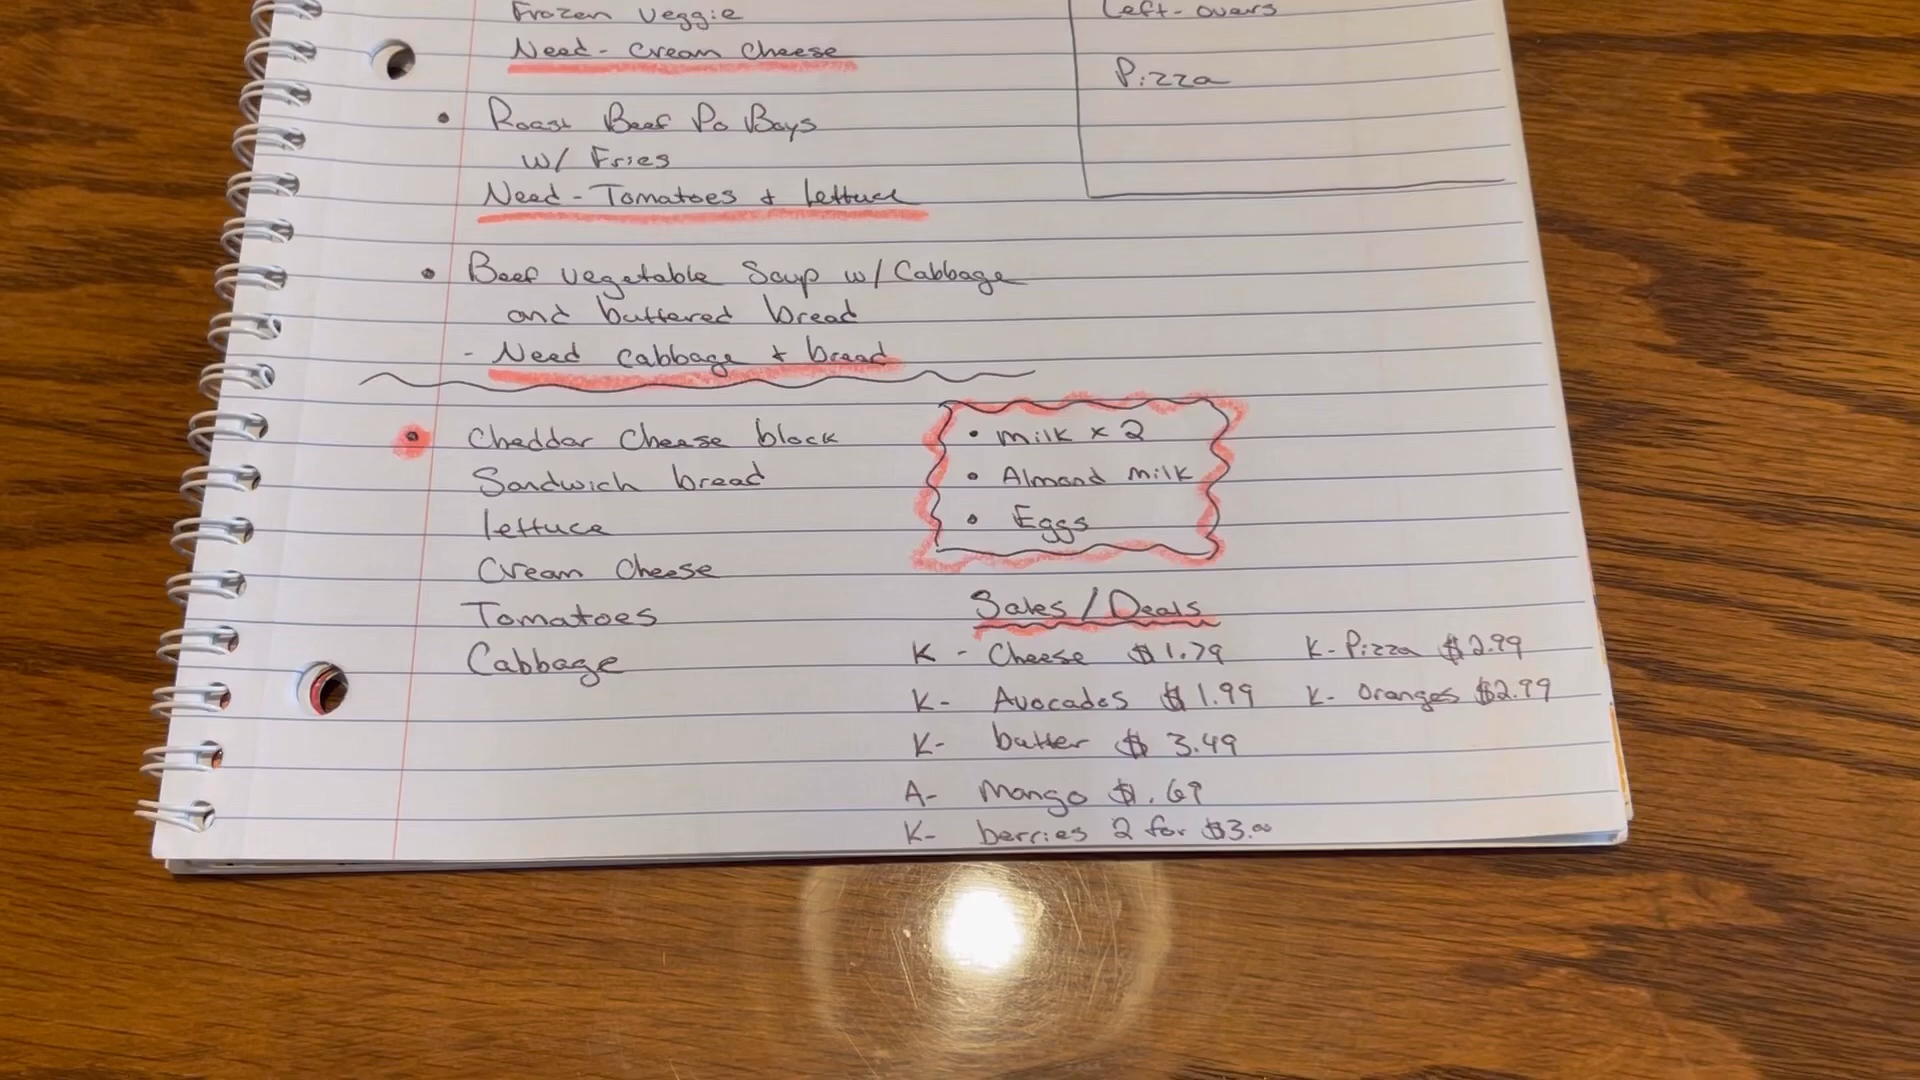 Frozen Veggie
Need - Cream Cheese
• Roast Beef Po Boys
w/ Fries
Need - Tomatoes + lettuce
• Beef vegetable Soup w/ Cabbage
and buttered bread
- Need cabbage + bread
Left-overs
Pizza
• Cheddar Cheese block
Sandwich bread
lettuce
Cream Cheese
Tomatoes
Cabbage
• milk x 2
• Almond milk
• Eggs
Sales / Deals
K - Cheese $1.79
K - Avocados $1.99
K - butter $3.49
A - Mango $.69
K - berries 2 for $3.00
K - Pizza $2.99
K - Oranges $2.99